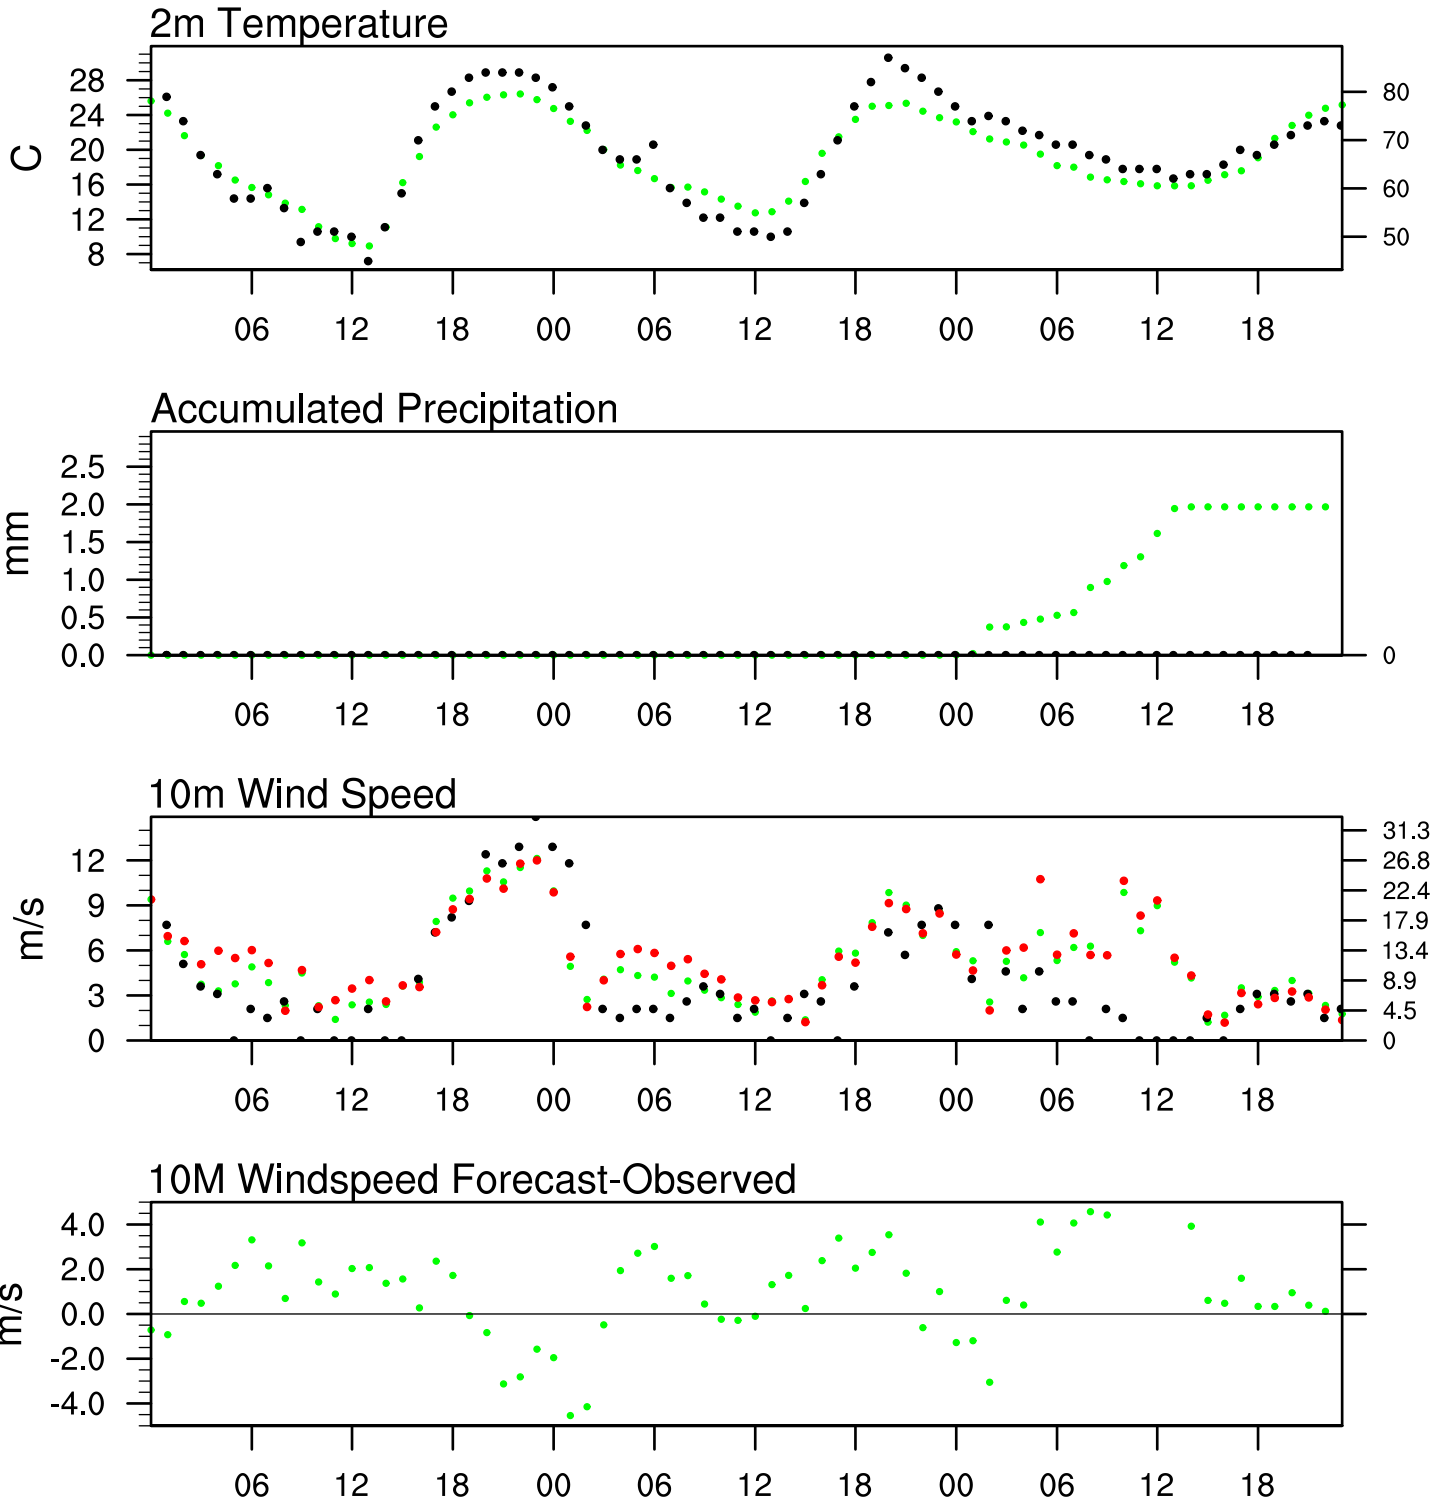 2m Temperature
28
24
20
16
12
8
C
80
70
60
50
06 12 18 00 06 12 18 00 06 12 18
Accumulated Precipitation
2.5
2.0
1.5
1.0
0.5
0.0
mm
0
06 12 18 00 06 12 18 00 06 12 18
10m Wind Speed
12
9
6
3
0
m/s
31.3
26.8
22.4
17.9
13.4
8.9
4.5
0
06 12 18 00 06 12 18 00 06 12 18
10M Windspeed Forecast-Observed
4.0
2.0
0.0
-2.0
-4.0
m/s
06 12 18 00 06 12 18 00 06 12 18